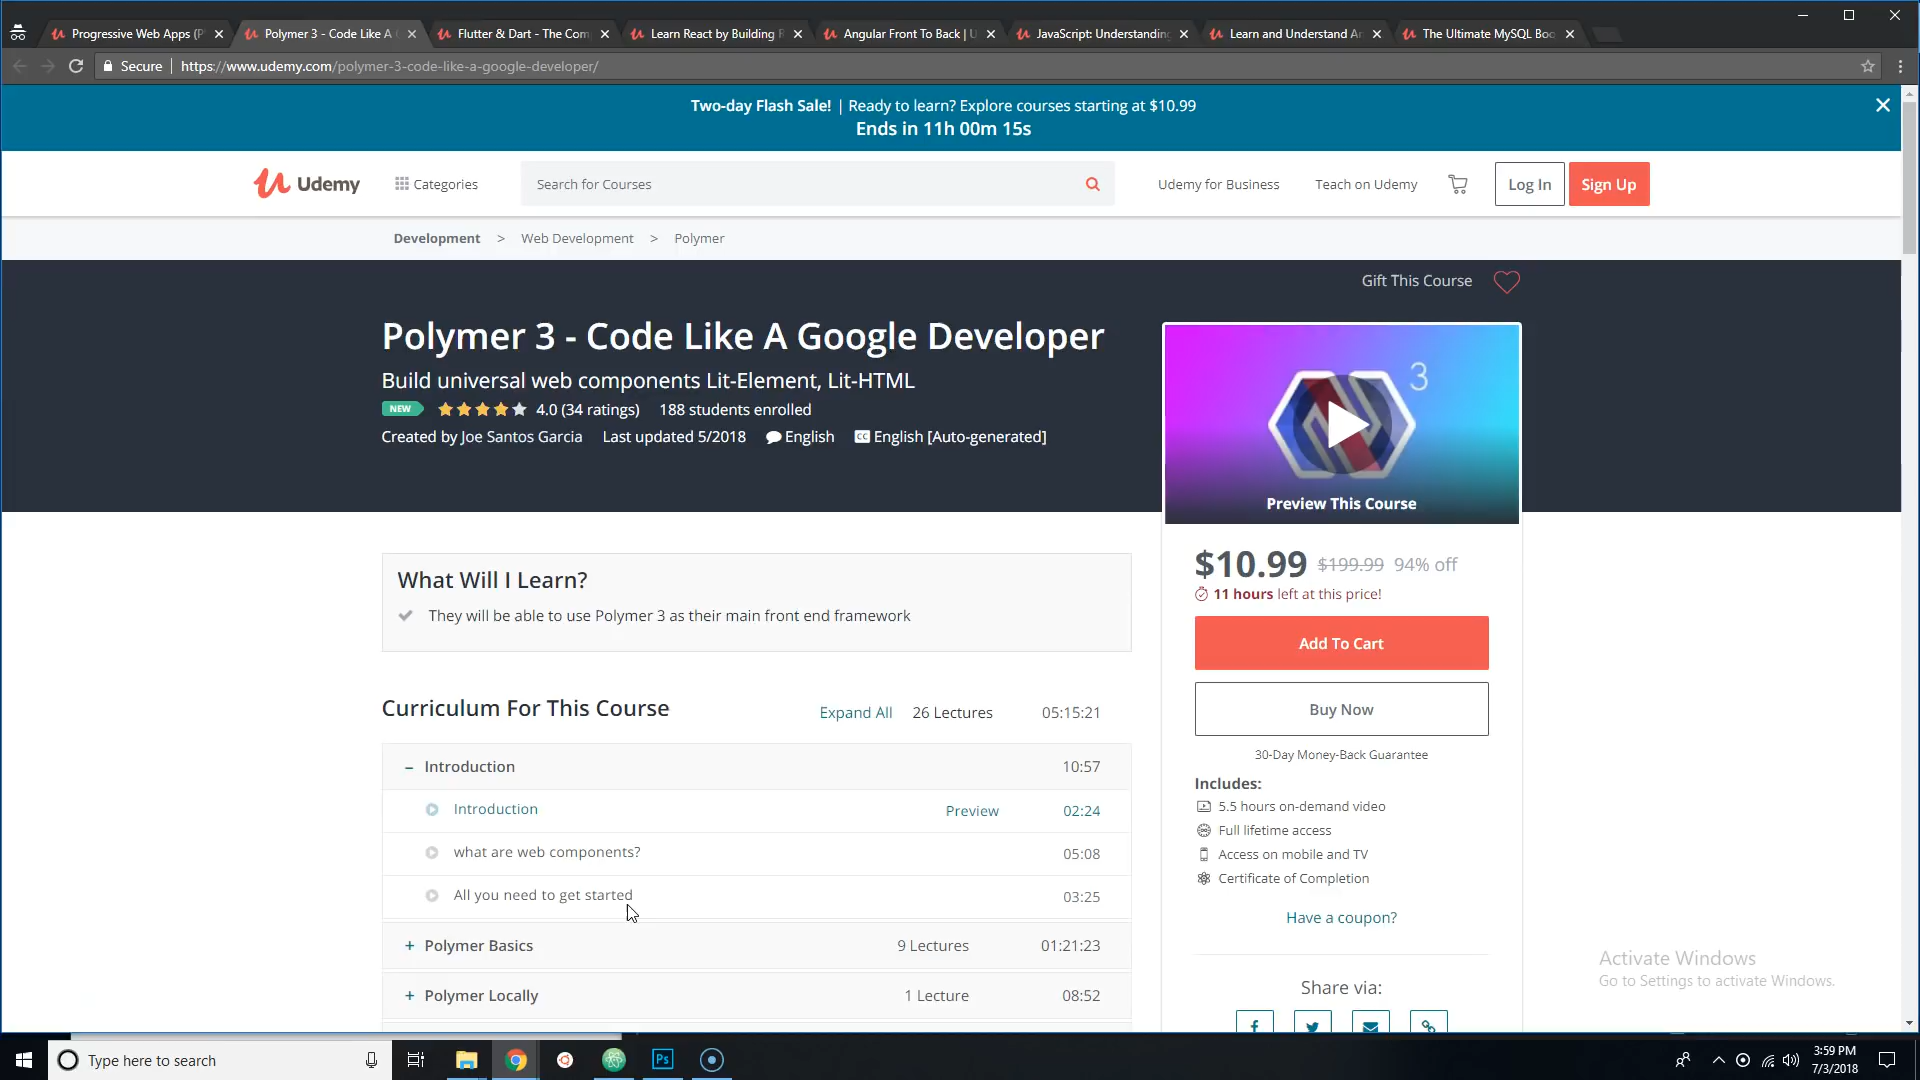 Progressive Web Apps (P
Polymer 3 - Code Like A
Flutter & Dart - The Com
Learn React by Building
Angular Front To Back | U
JavaScript: Understanding
Learn and Understand An
The Ultimate MySQL Boo
Secure | https://www.udemy.com/polymer-3-code-like-a-google-developer/
Two-day Flash Sale! | Ready to learn? Explore courses starting at $10.99
Ends in 11h 00m 15s
Udemy
Categories
Search for Courses
Udemy for Business
Teach on Udemy
Log In
Sign Up
Development > Web Development > Polymer
Gift This Course
Polymer 3 - Code Like A Google Developer
Build universal web components Lit-Element, Lit-HTML
NEW 4.0 (34 ratings) 188 students enrolled
Created by Joe Santos Garcia Last updated 5/2018 English CC English [Auto-generated]
3
Preview This Course
What Will I Learn?
They will be able to use Polymer 3 as their main front end framework
$10.99 $199.99 94% off
11 hours left at this price!
Add To Cart
Buy Now
30-Day Money-Back Guarantee
Includes:
5.5 hours on-demand video
Full lifetime access
Access on mobile and TV
Certificate of Completion
Have a coupon?
Share via:
Curriculum For This Course
Expand All 26 Lectures 05:15:21
– Introduction 10:57
Introduction Preview 02:24
what are web components? 05:08
All you need to get started 03:25
+ Polymer Basics 9 Lectures 01:21:23
+ Polymer Locally 1 Lecture 08:52
Activate Windows
Go to Settings to activate Windows.
Type here to search
Ps
3:59 PM
7/3/2018